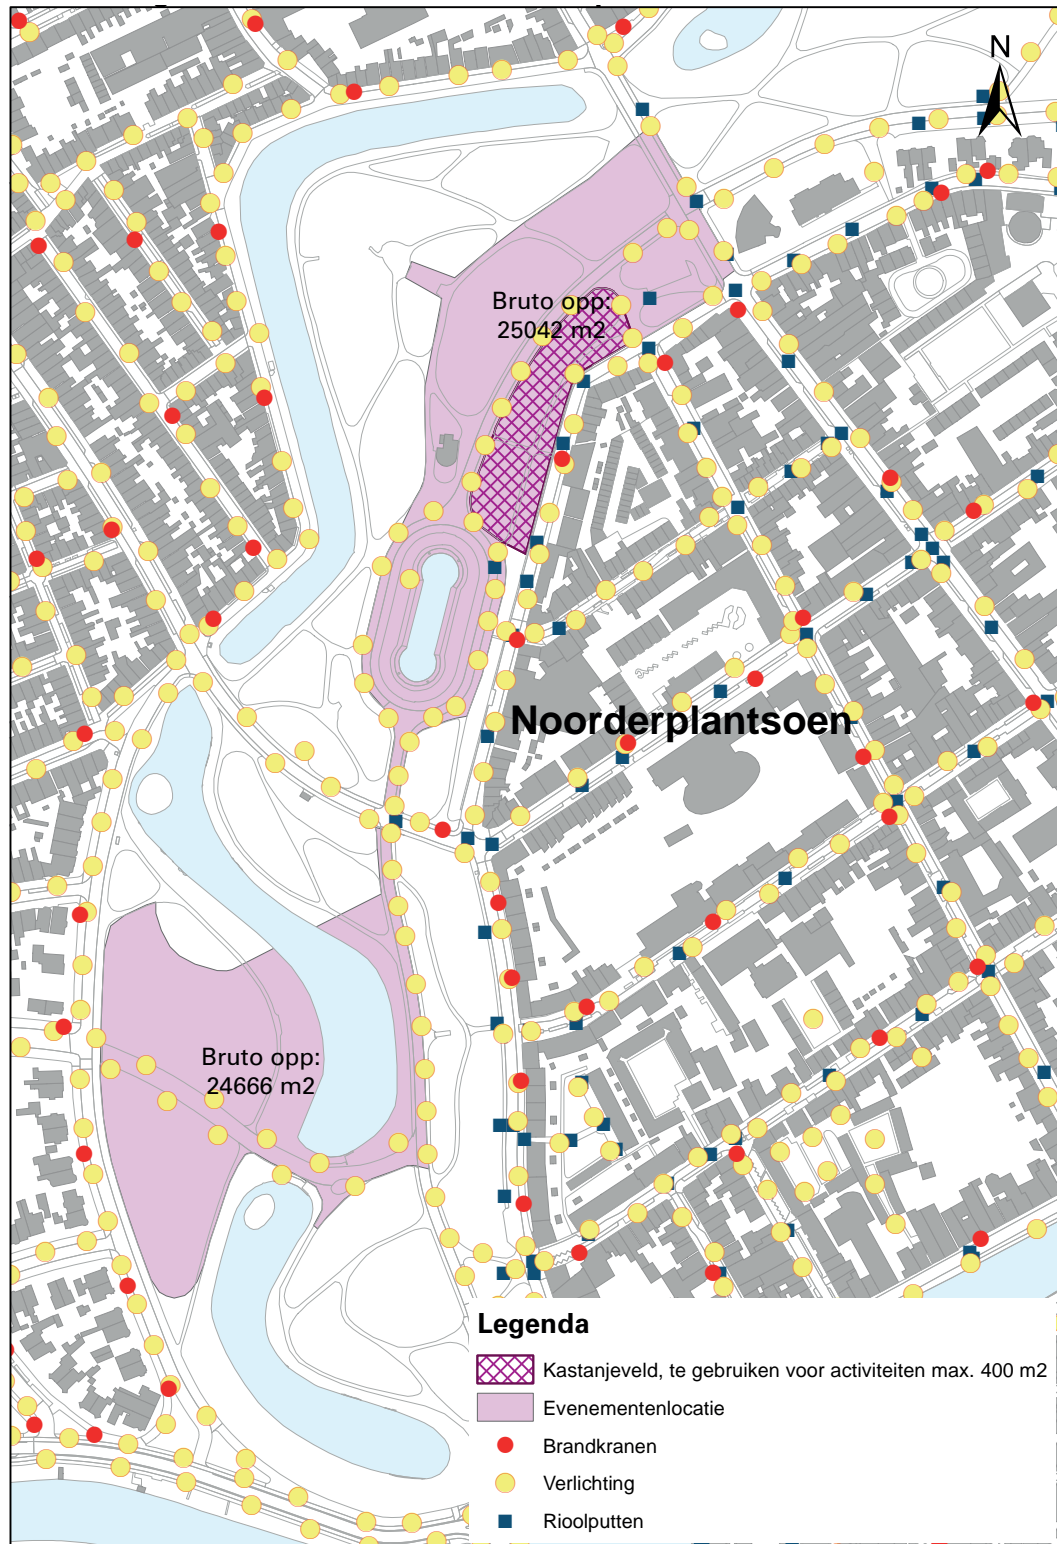 N
Bruto opp:
25042 m2
Noorderplantsoen
Bruto opp:
24666 m2
Legenda
Kastanjeveld, te gebruiken voor activiteiten max. 400 m2
Evenementenlocatie
Brandkranen
Verlichting
Rioolputten